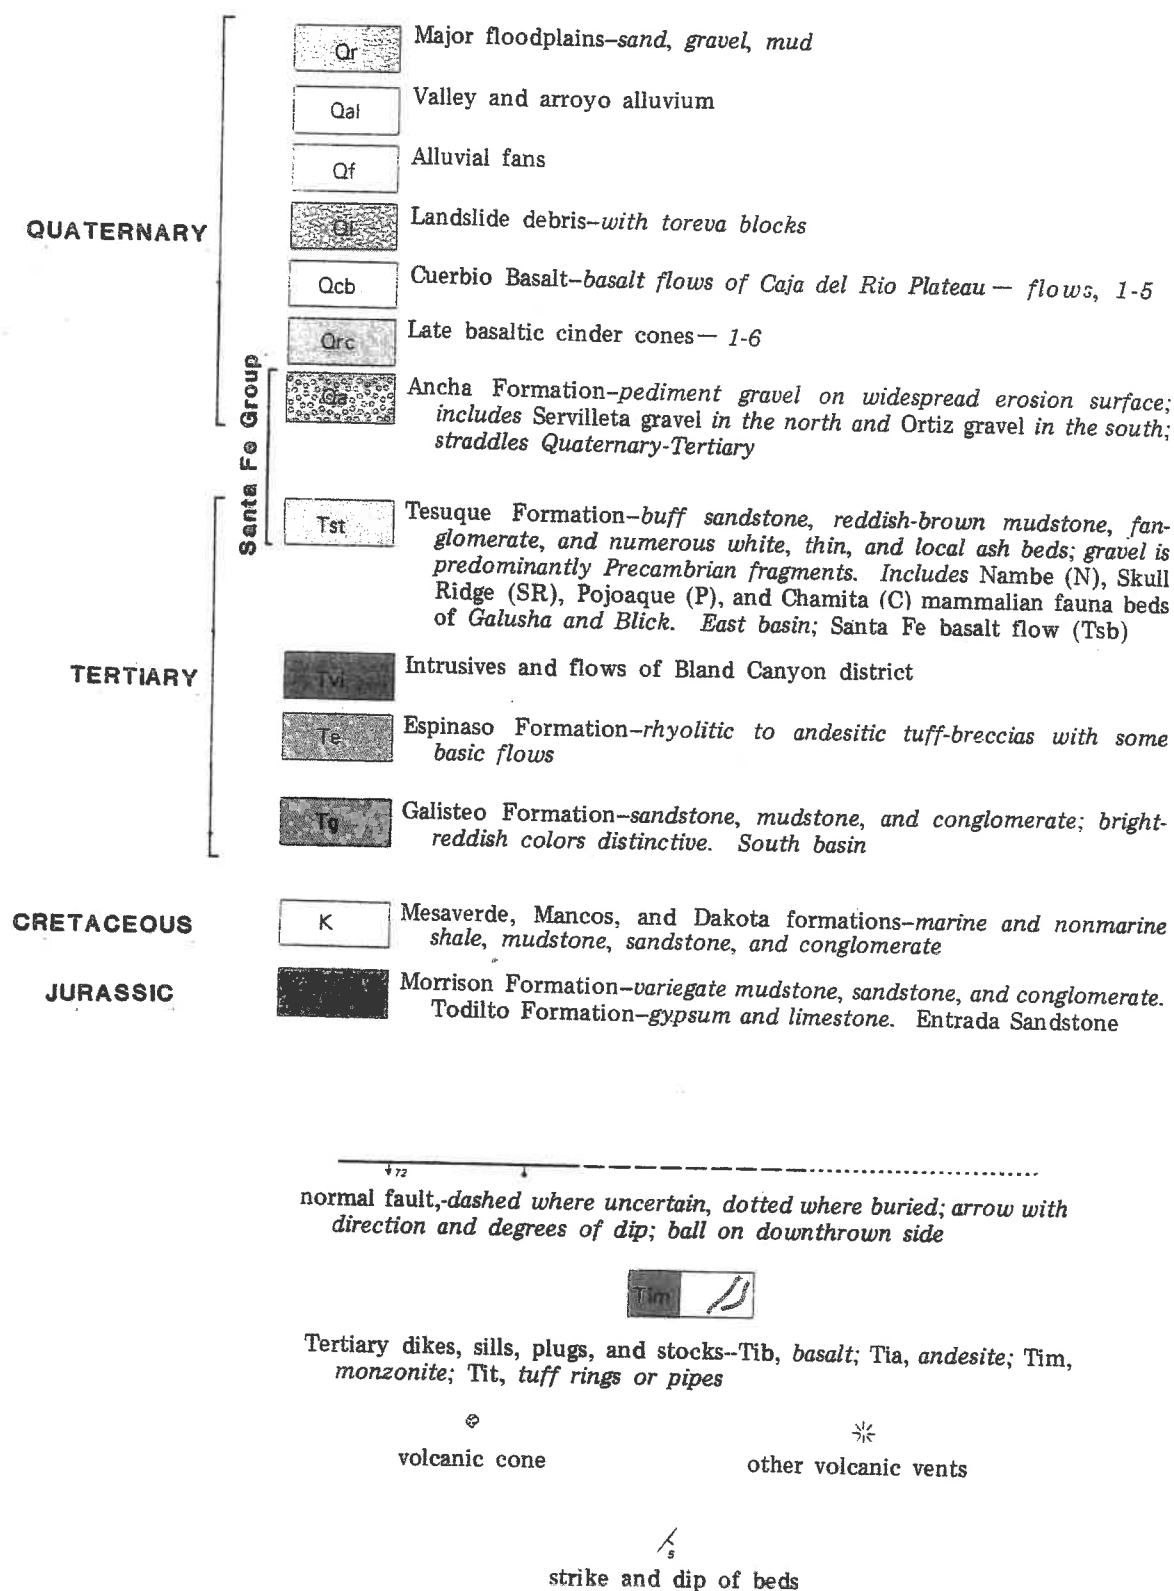 Qr
Major floodplains–sand, gravel, mud
Qal
Valley and arroyo alluvium
Qf
Alluvial fans
QUATERNARY
Ql
Landslide debris–with toreva blocks
Qcb
Cuerbio Basalt–basalt flows of Caja del Rio Plateau — flows, 1-5
Qrc
Late basaltic cinder cones— 1-6
Santa Fe Group
Qa
Ancha Formation–pediment gravel on widespread erosion surface;
includes Servilleta gravel in the north and Ortiz gravel in the south;
straddles Quaternary-Tertiary
Tst
Tesuque Formation–buff sandstone, reddish-brown mudstone, fan-
glomerate, and numerous white, thin, and local ash beds; gravel is
predominantly Precambrian fragments. Includes Nambe (N), Skull
Ridge (SR), Pojoaque (P), and Chamita (C) mammalian fauna beds
of Galusha and Blick. East basin; Santa Fe basalt flow (Tsb)
TERTIARY
Tvi
Intrusives and flows of Bland Canyon district
Te
Espinaso Formation–rhyolitic to andesitic tuff-breccias with some
basic flows
Tg
Galisteo Formation–sandstone, mudstone, and conglomerate; bright-
reddish colors distinctive. South basin
CRETACEOUS
K
Mesaverde, Mancos, and Dakota formations–marine and nonmarine
shale, mudstone, sandstone, and conglomerate
JURASSIC
Morrison Formation–variegate mudstone, sandstone, and conglomerate.
Todilto Formation–gypsum and limestone. Entrada Sandstone
72
normal fault,-dashed where uncertain, dotted where buried; arrow with
direction and degrees of dip; ball on downthrown side
Tim
Tertiary dikes, sills, plugs, and stocks--Tib, basalt; Tia, andesite; Tim,
monzonite; Tit, tuff rings or pipes
volcanic cone
other volcanic vents
5
strike and dip of beds